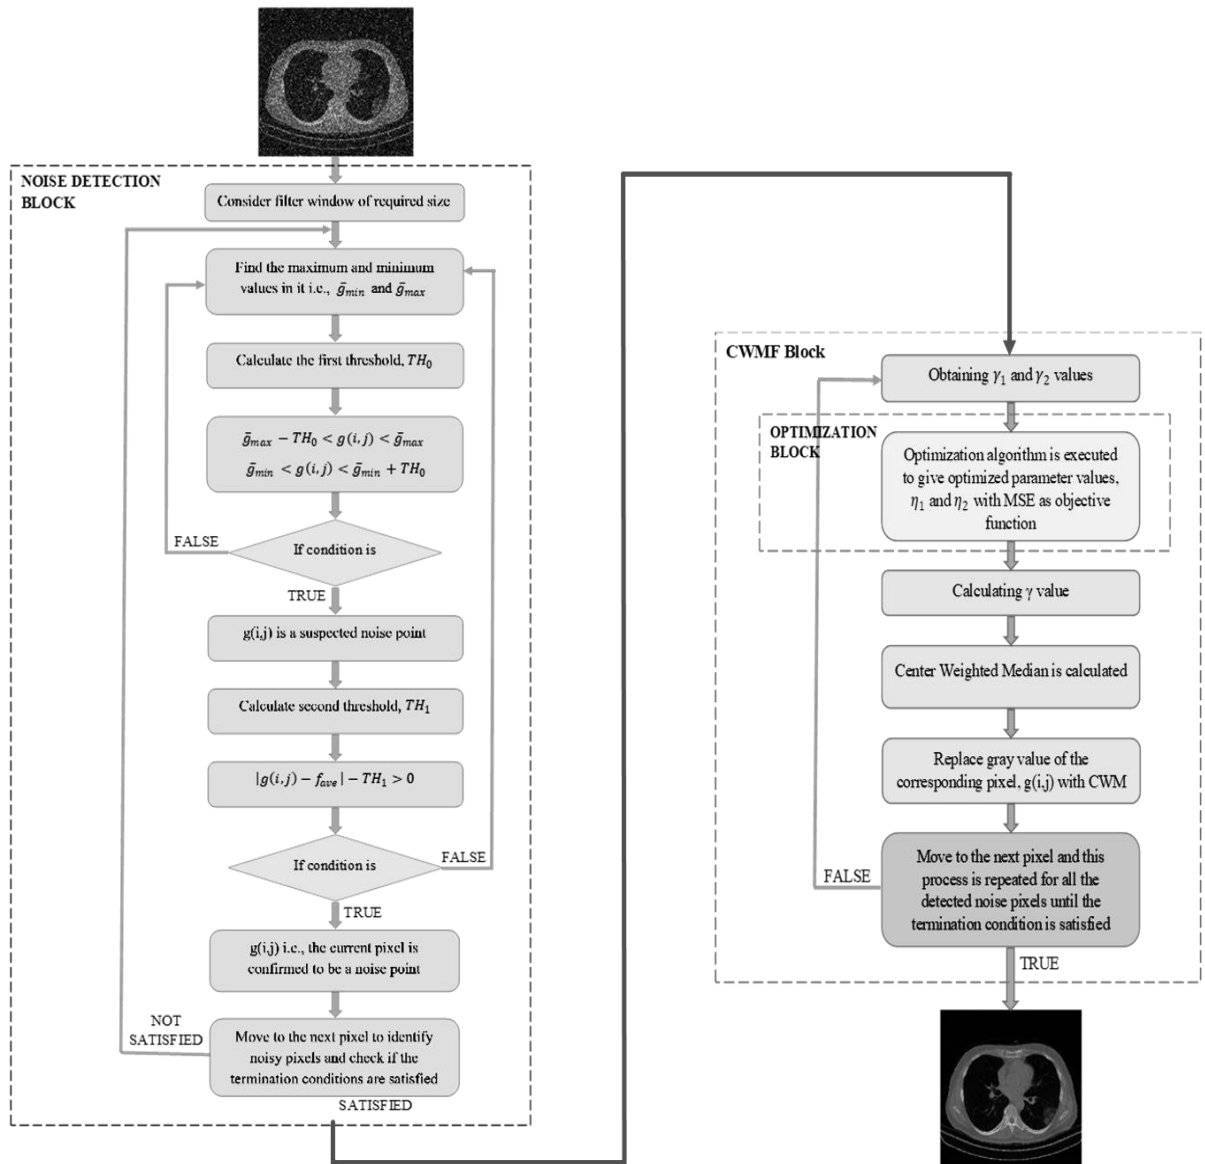 NOISE DETECTION
BLOCK
Consider filter window of required size
Find the maximum and minimum
values in it i.e., ḡ_min and ḡ_max
Calculate the first threshold, TH₀
ḡ_max − TH₀ < g(i,j) < ḡ_max
ḡ_min < g(i,j) < ḡ_min + TH₀
If condition is
FALSE
TRUE
g(i,j) is a suspected noise point
Calculate second threshold, TH₁
|g(i,j) − f_ave| − TH₁ > 0
If condition is
FALSE
TRUE
g(i,j) i.e., the current pixel is
confirmed to be a noise point
NOT
SATISFIED
Move to the next pixel to identify
noisy pixels and check if the
termination conditions are satisfied
SATISFIED
CWMF Block
Obtaining γ₁ and γ₂ values
OPTIMIZATION
BLOCK
Optimization algorithm is executed
to give optimized parameter values,
η₁ and η₂ with MSE as objective
function
Calculating γ value
Center Weighted Median is calculated
Replace gray value of the
corresponding pixel, g(i,j) with CWM
Move to the next pixel and this
process is repeated for all the
detected noise pixels until the
termination condition is satisfied
FALSE
TRUE